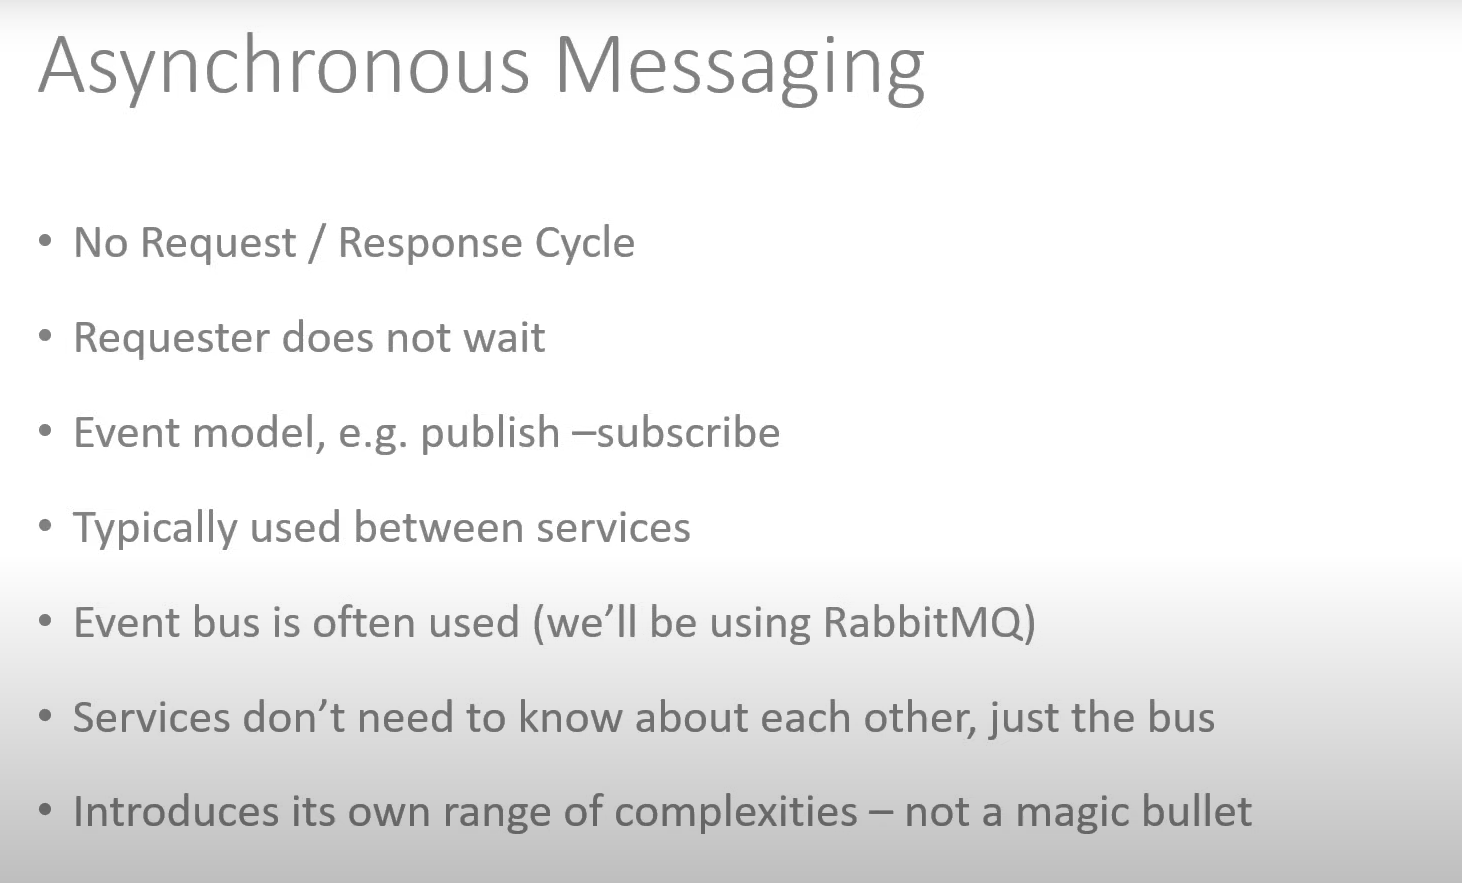 Asynchronous Messaging
• No Request / Response Cycle
• Requester does not wait
• Event model, e.g. publish –subscribe
• Typically used between services
• Event bus is often used (we’ll be using RabbitMQ)
• Services don’t need to know about each other, just the bus
• Introduces its own range of complexities – not a magic bullet